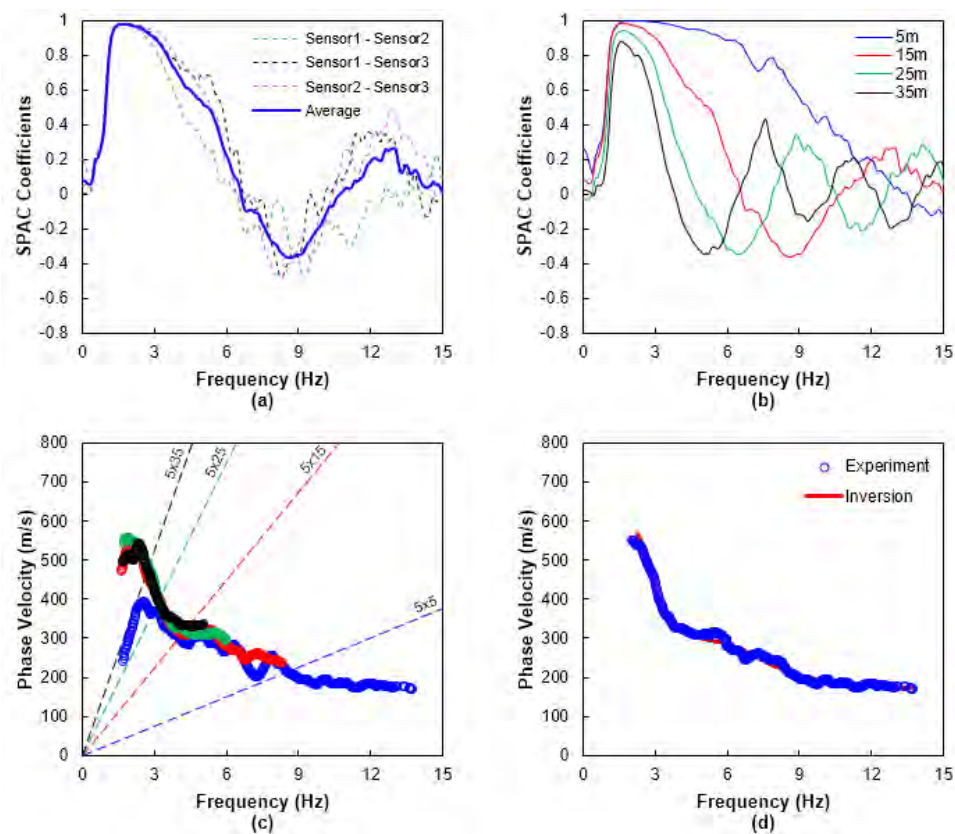 1
0.8
0.6
0.4
0.2
0
-0.2
-0.4
-0.6
-0.8
SPAC Coefficients
Sensor1 - Sensor2
Sensor1 - Sensor3
Sensor2 - Sensor3
Average
0 3 6 9 12 15
Frequency (Hz)
(a)
1
0.8
0.6
0.4
0.2
0
-0.2
-0.4
-0.6
-0.8
SPAC Coefficients
5m
15m
25m
35m
0 3 6 9 12 15
Frequency (Hz)
(b)
800
700
600
500
400
300
200
100
0
Phase Velocity (m/s)
5x35
5x25
5x15
5x5
0 3 6 9 12 15
Frequency (Hz)
(c)
800
700
600
500
400
300
200
100
0
Phase Velocity (m/s)
Experiment
Inversion
0 3 6 9 12 15
Frequency (Hz)
(d)